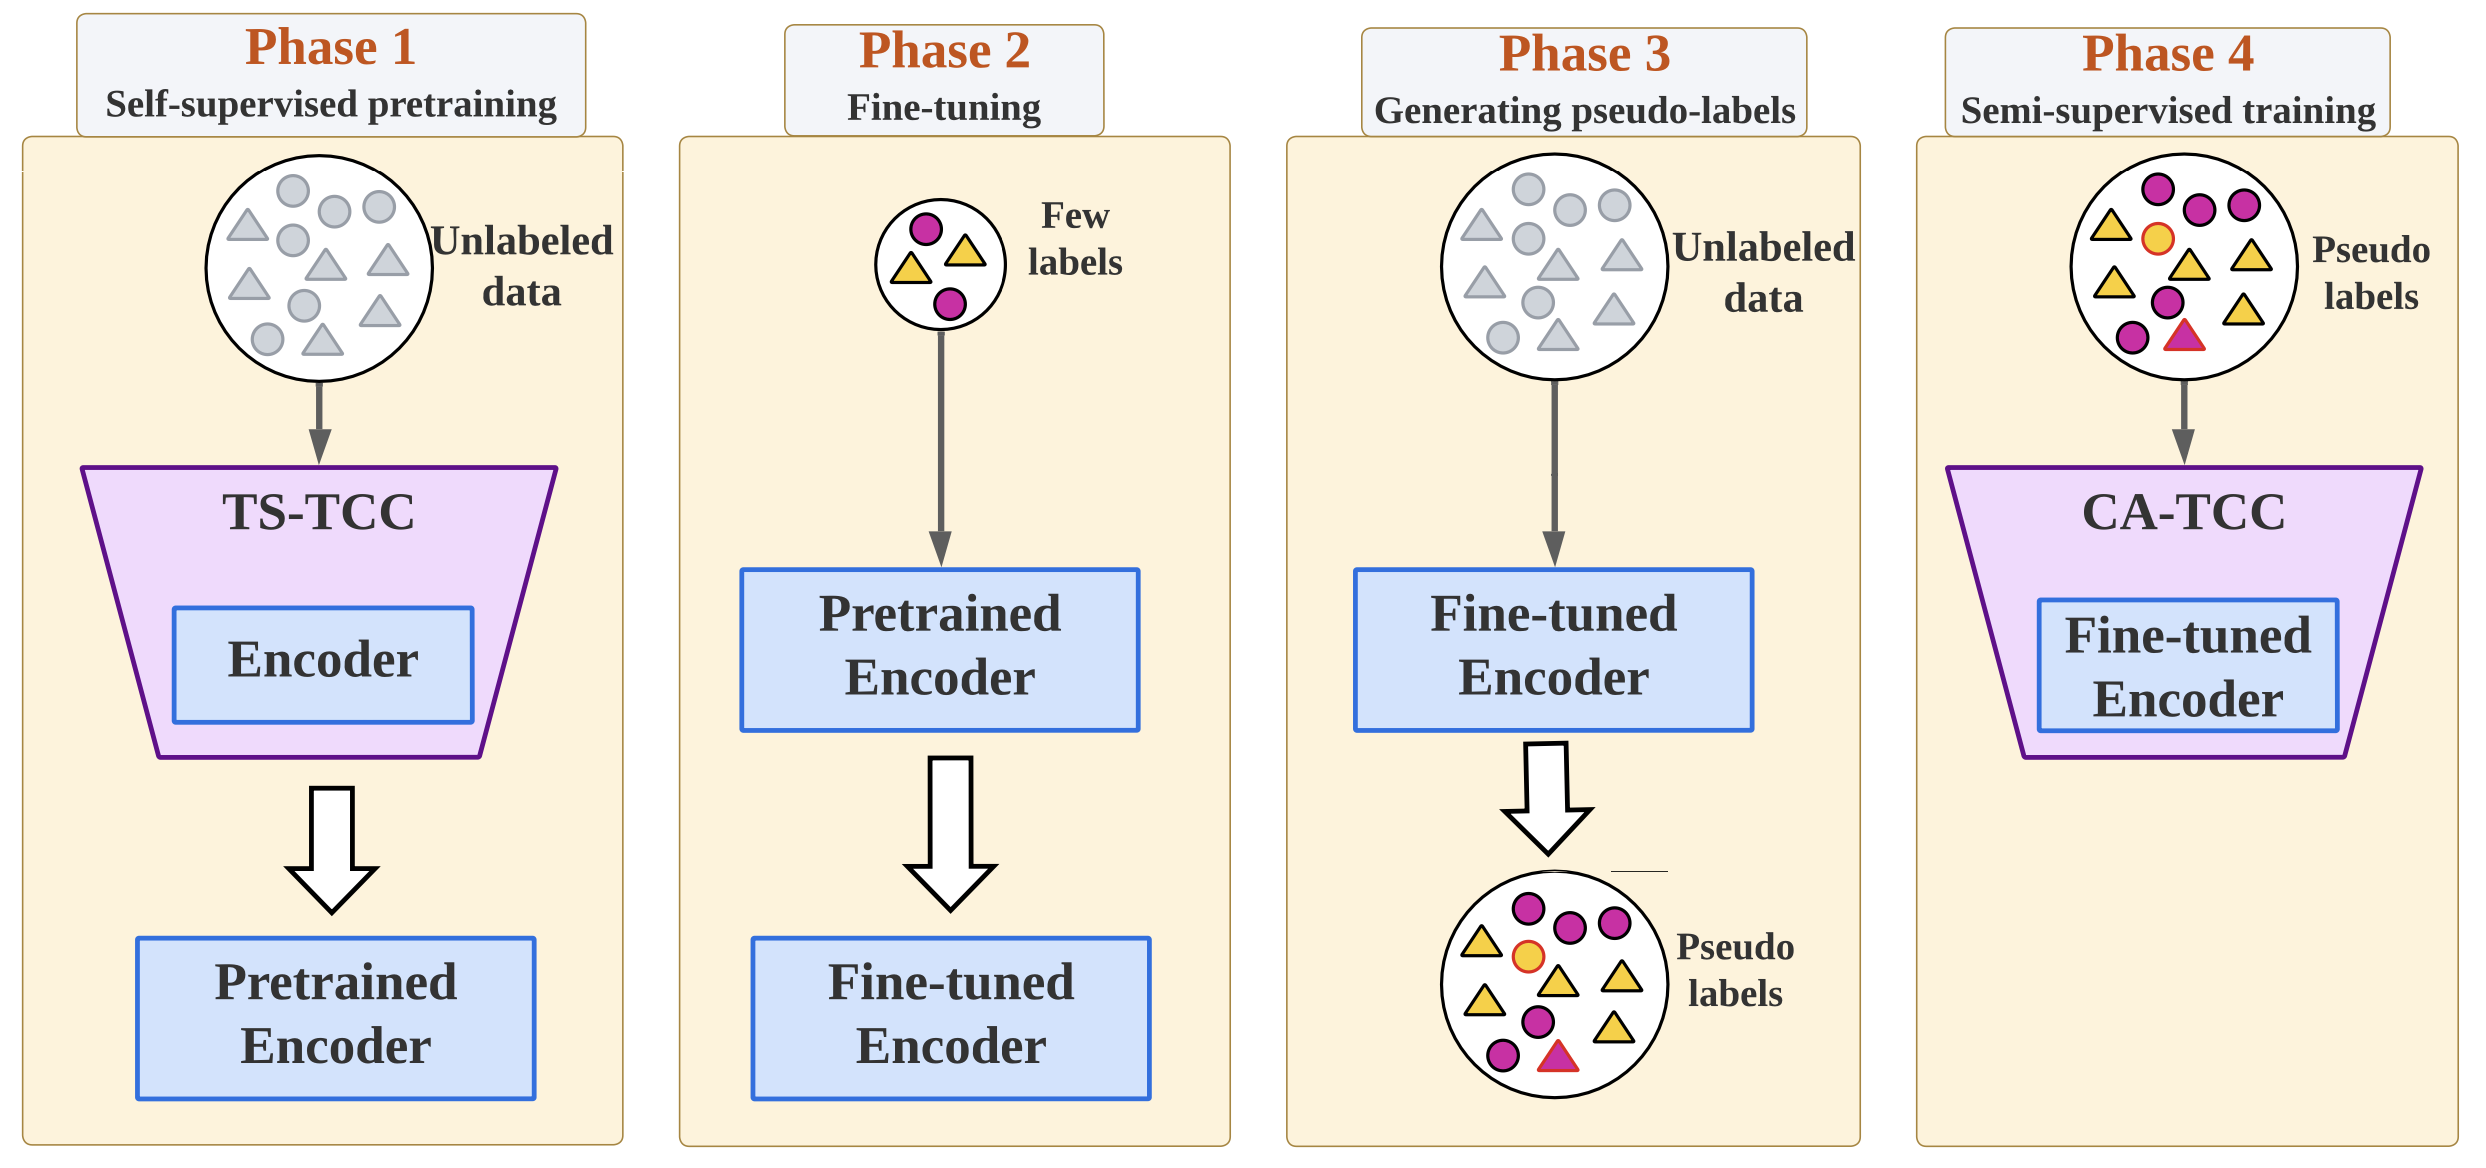 Phase 1
Self-supervised pretraining
Unlabeled
data
TS-TCC
Encoder
Pretrained
Encoder
Phase 2
Fine-tuning
Few
labels
Pretrained
Encoder
Fine-tuned
Encoder
Phase 3
Generating pseudo-labels
Unlabeled
data
Fine-tuned
Encoder
Pseudo
labels
Phase 4
Semi-supervised training
Pseudo
labels
CA-TCC
Fine-tuned
Encoder